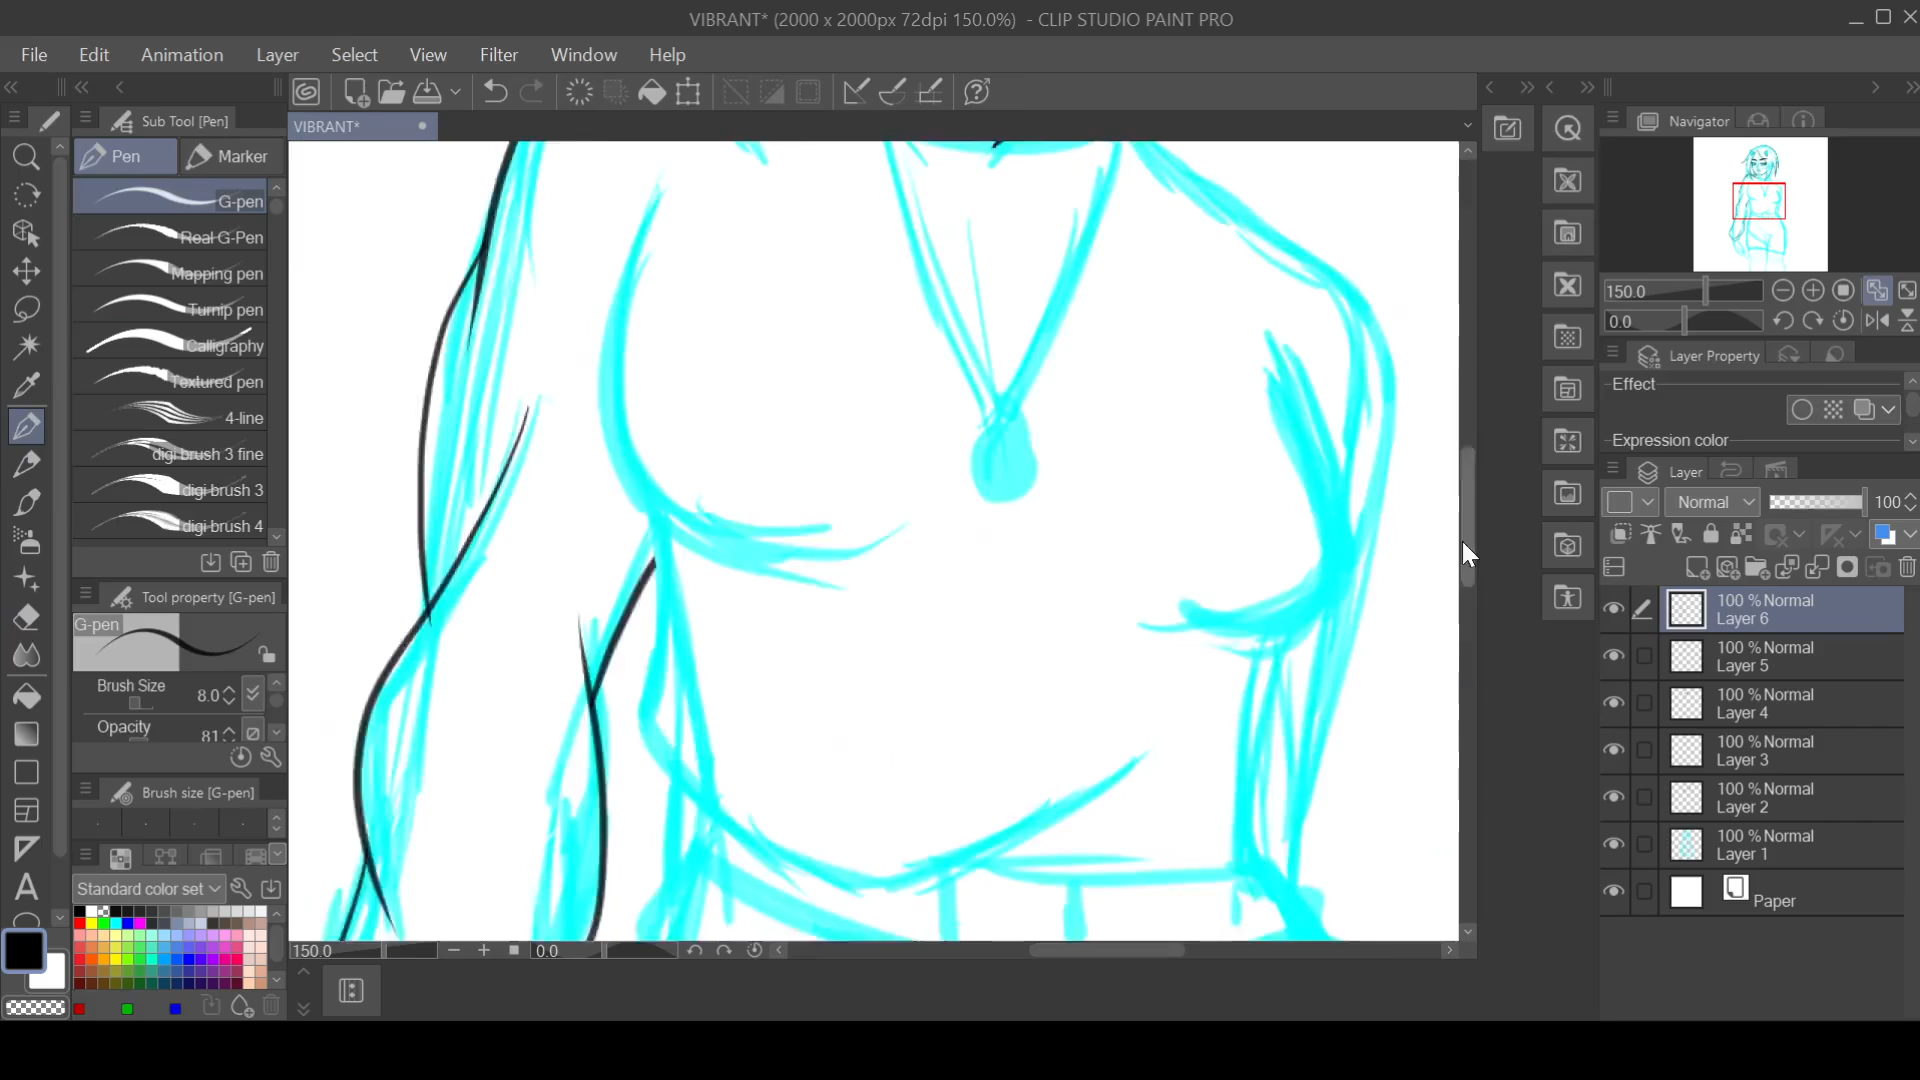 VIBRANT* (2000 x 2000px 72dpi 150.0%) - CLIP STUDIO PAINT PRO
File Edit Animation Layer Select View Filter Window Help
Sub Tool [Pen]
Pen Marker
G-pen
Real G-Pen
Mapping pen
Turnip pen
Calligraphy
Textured pen
4-line
digi brush 3 fine
digi brush 3
digi brush 4
Tool property [G-pen]
G-pen
Brush Size 8.0
Opacity 81
Brush size [G-pen]
Standard color set
VIBRANT*
150.0 0.0
Navigator
150.0
0.0
Layer Property
Effect
Expression color
Layer
Normal 100
100 % Normal
Layer 6
100 % Normal
Layer 5
100 % Normal
Layer 4
100 % Normal
Layer 3
100 % Normal
Layer 2
100 % Normal
Layer 1
Paper